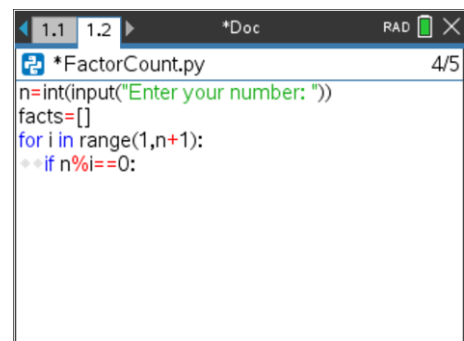 1.1 1.2 *Doc RAD
*FactorCount.py 4/5
n=int(input("Enter your number: "))
facts=[]
for i in range(1,n+1):
if n%i==0: